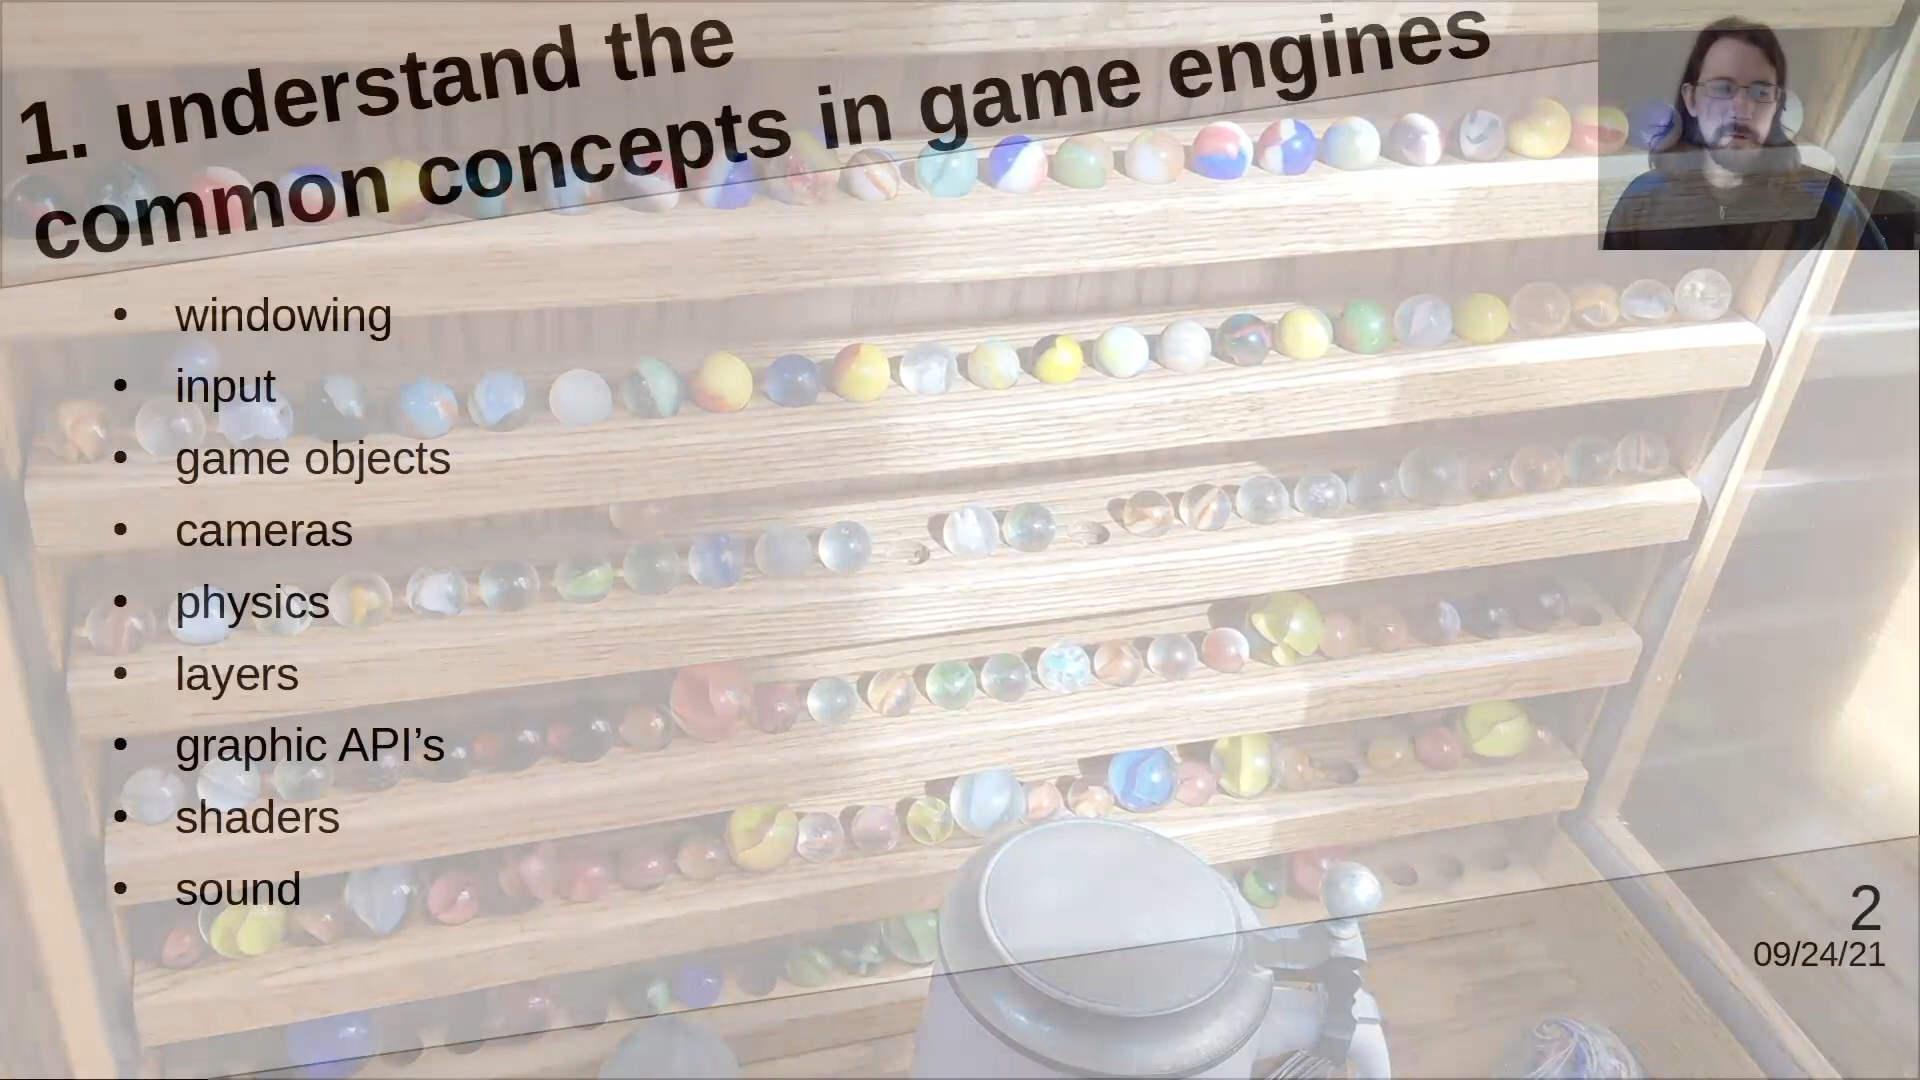 1. understand the
common concepts in game engines
• windowing
• input
• game objects
• cameras
• physics
• layers
• graphic API’s
• shaders
• sound
2
09/24/21